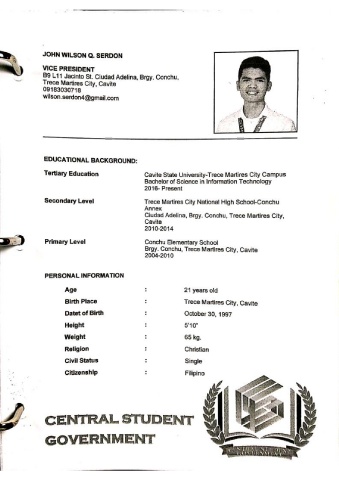 JOHN WILSON Q. SERDON
VICE PRESIDENT
B9 L11 Jacinto St. Ciudad Adelina, Brgy. Conchu,
Trece Martires City, Cavite
09183030718
wilson.serdon4@gmail.com
EDUCATIONAL BACKGROUND:
Tertiary Education Cavite State University-Trece Martires City Campus
Bachelor of Science in Information Technology
2016- Present
Secondary Level Trece Martires City National High School-Conchu
Annex
Ciudad Adelina, Brgy. Conchu, Trece Martires City,
Cavite
2010-2014
Primary Level Conchu Elementary School
Brgy. Conchu, Trece Martires City, Cavite
2004-2010
PERSONAL INFORMATION
Age : 21 years old
Birth Place : Trece Martires City, Cavite
Datet of Birth : October 30, 1997
Height : 5'10"
Weight : 65 kg.
Religion : Christian
Civil Status : Single
Citizenship : Filipino
CENTRAL STUDENT
GOVERNMENT